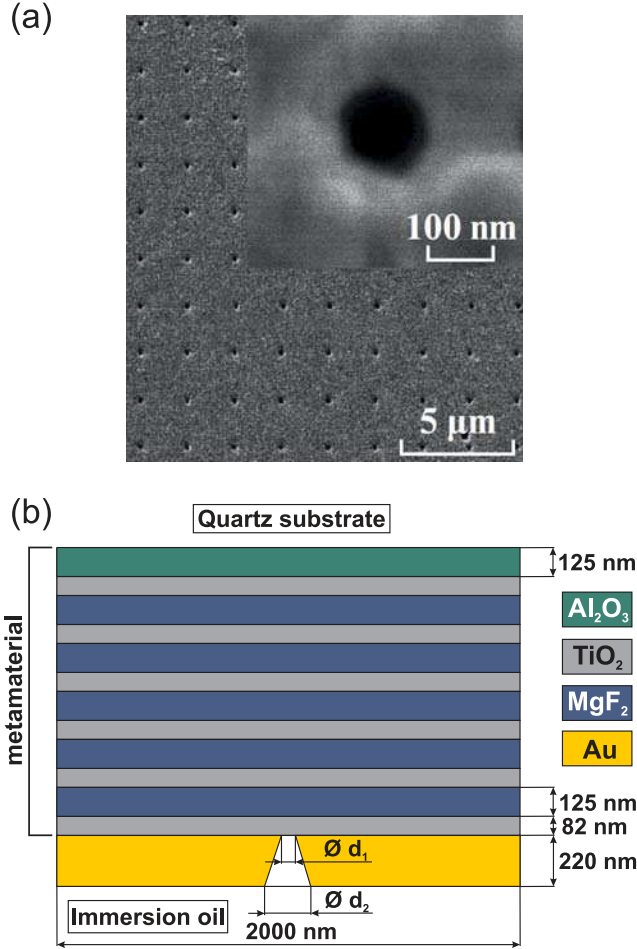 (a)
100 nm
5 µm
(b)
Quartz substrate
metamaterial
125 nm
Al₂O₃
TiO₂
MgF₂
Au
125 nm
82 nm
220 nm
Ø d₁
Ø d₂
Immersion oil
2000 nm